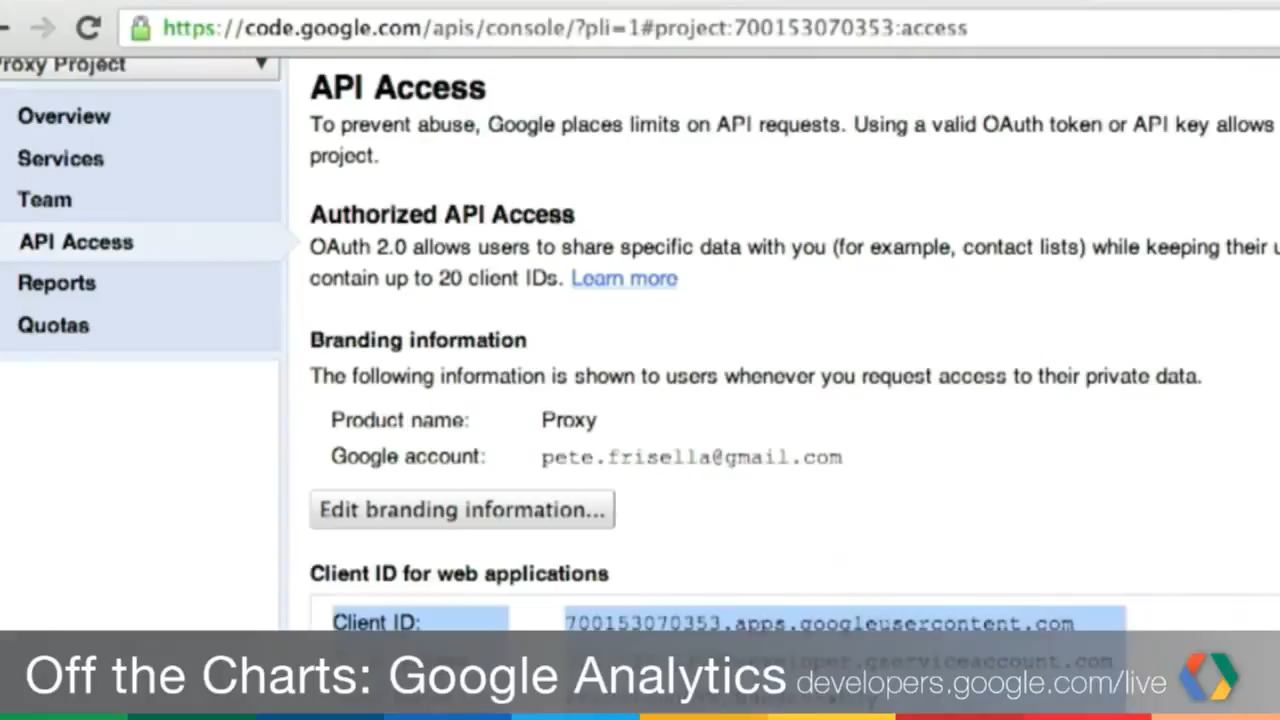 https://code.google.com/apis/console/?pli=1#project:700153070353:access
Proxy Project
Overview
Services
Team
API Access
Reports
Quotas
API Access
To prevent abuse, Google places limits on API requests. Using a valid OAuth token or API key allows
project.
Authorized API Access
OAuth 2.0 allows users to share specific data with you (for example, contact lists) while keeping their
contain up to 20 client IDs. Learn more
Branding information
The following information is shown to users whenever you request access to their private data.
Product name: Proxy
Google account: pete.frisella@gmail.com
Edit branding information...
Client ID for web applications
Client ID: 700153070353.apps.googleusercontent.com
Off the Charts: Google Analytics developers.google.com/live